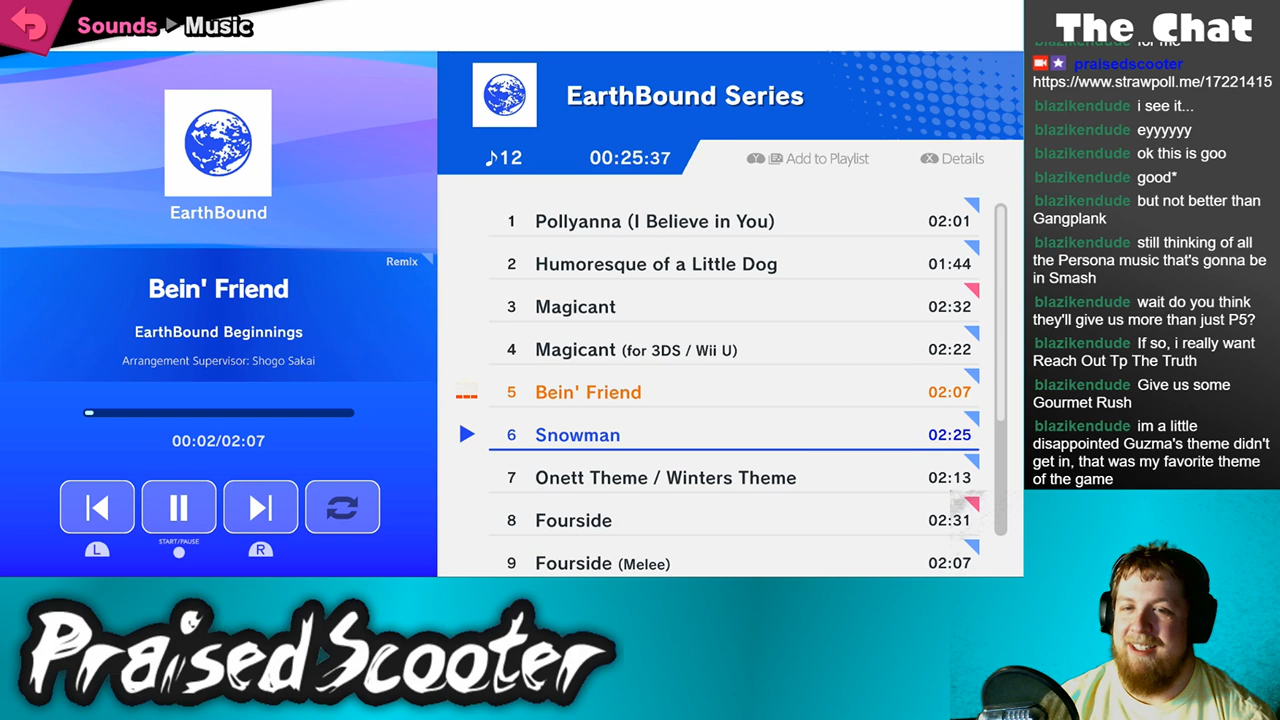 Sounds ▶ Music
EarthBound
Remix
Bein' Friend
EarthBound Beginnings
Arrangement Supervisor: Shogo Sakai
00:02/02:07
L
START/PAUSE
R
EarthBound Series
♪12 00:25:37
Y Add to Playlist X Details
1 Pollyanna (I Believe in You) 02:01
2 Humoresque of a Little Dog 01:44
3 Magicant 02:32
4 Magicant (for 3DS / Wii U) 02:22
5 Bein' Friend 02:07
6 Snowman 02:25
7 Onett Theme / Winters Theme 02:13
8 Fourside 02:31
9 Fourside (Melee) 02:07
The Chat
blazikendude for me
praisedscooter
https://www.strawpoll.me/17221415
blazikendude i see it...
blazikendude eyyyyyy
blazikendude ok this is goo
blazikendude good*
blazikendude but not better than
Gangplank
blazikendude still thinking of all
the Persona music that's gonna be
in Smash
blazikendude wait do you think
they'll give us more than just P5?
blazikendude If so, i really want
Reach Out Tp The Truth
blazikendude Give us some
Gourmet Rush
blazikendude im a little
disappointed Guzma's theme didn't
get in, that was my favorite theme
of the game
PraisedScooter